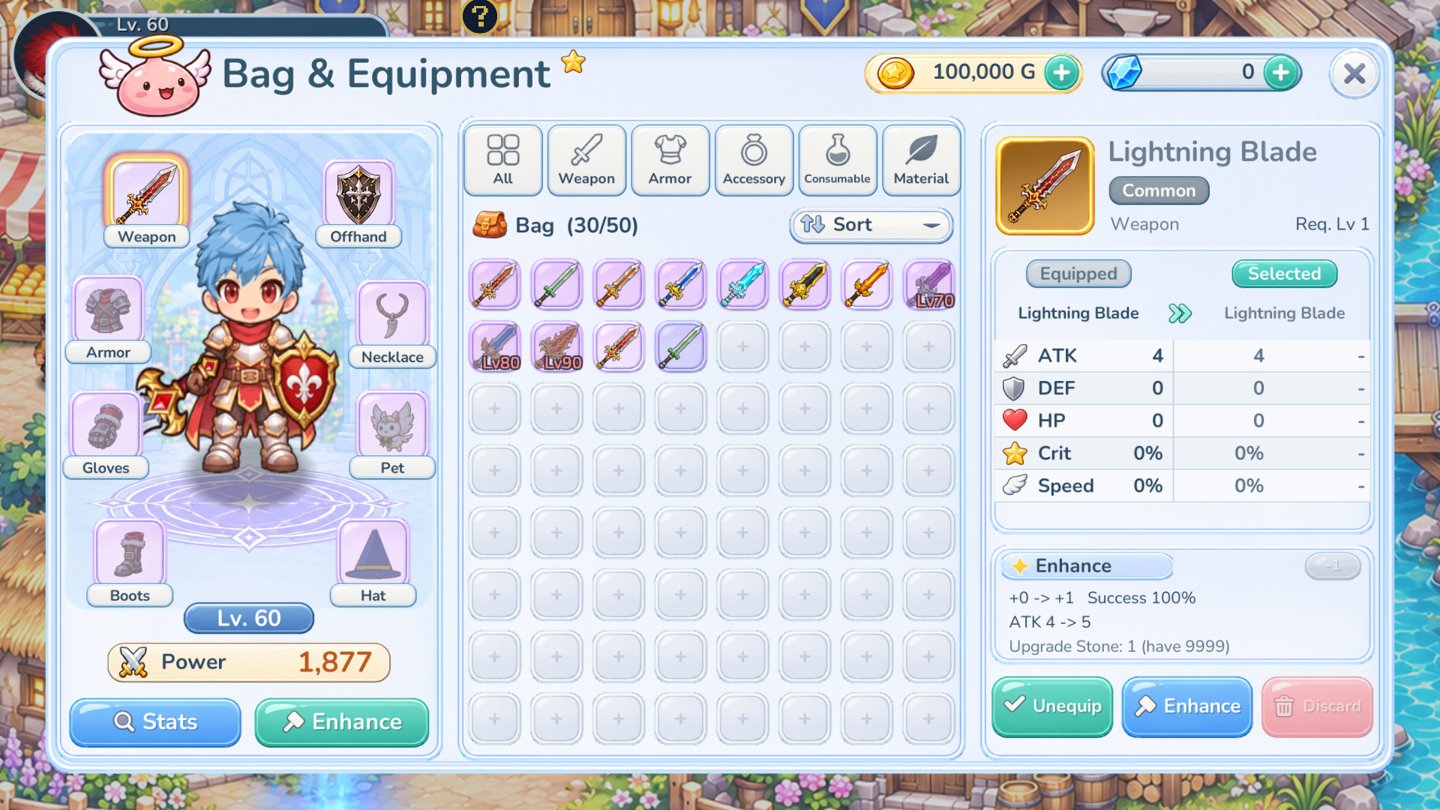 Lv. 60
?
Bag & Equipment
100,000 G
0
Weapon
Offhand
Armor
Necklace
Gloves
Pet
Boots
Hat
Lv. 60
Power 1,877
Stats
Enhance
All
Weapon
Armor
Accessory
Consumable
Material
Bag (30/50)
Sort
Lv70
Lv80
Lv90
Lightning Blade
Common
Weapon
Req. Lv 1
Equipped
Selected
Lightning Blade
Lightning Blade
ATK 4 4 -
DEF 0 0 -
HP 0 0 -
Crit 0% 0% -
Speed 0% 0% -
Enhance
-1
+0 -> +1 Success 100%
ATK 4 -> 5
Upgrade Stone: 1 (have 9999)
Unequip
Enhance
Discard